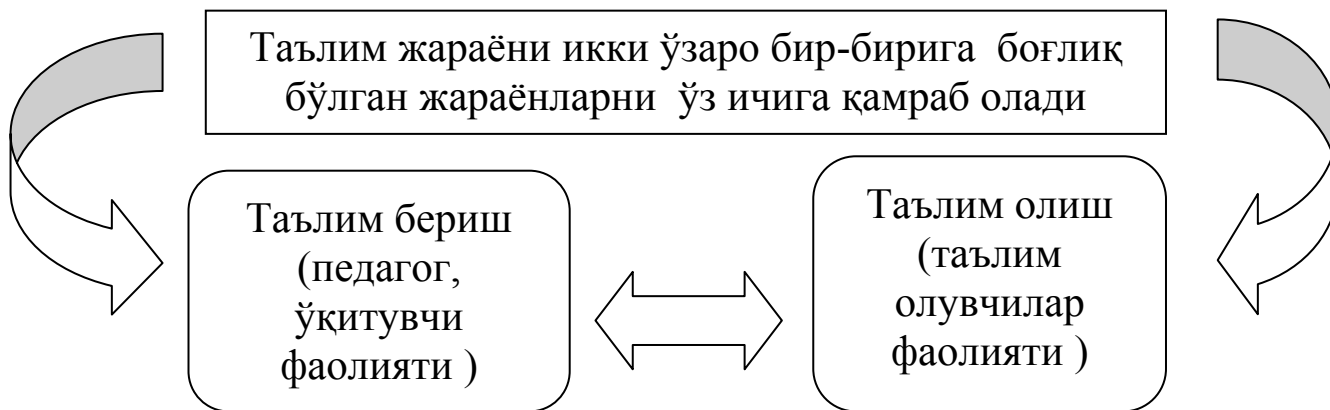 Таълим жараёни икки ўзаро бир-бирига боғлиқ
бўлган жараёнларни ўз ичига қамраб олади
Таълим бериш
(педагог,
ўқитувчи
фаолияти )
Таълим олиш
(таълим
олувчилар
фаолияти )